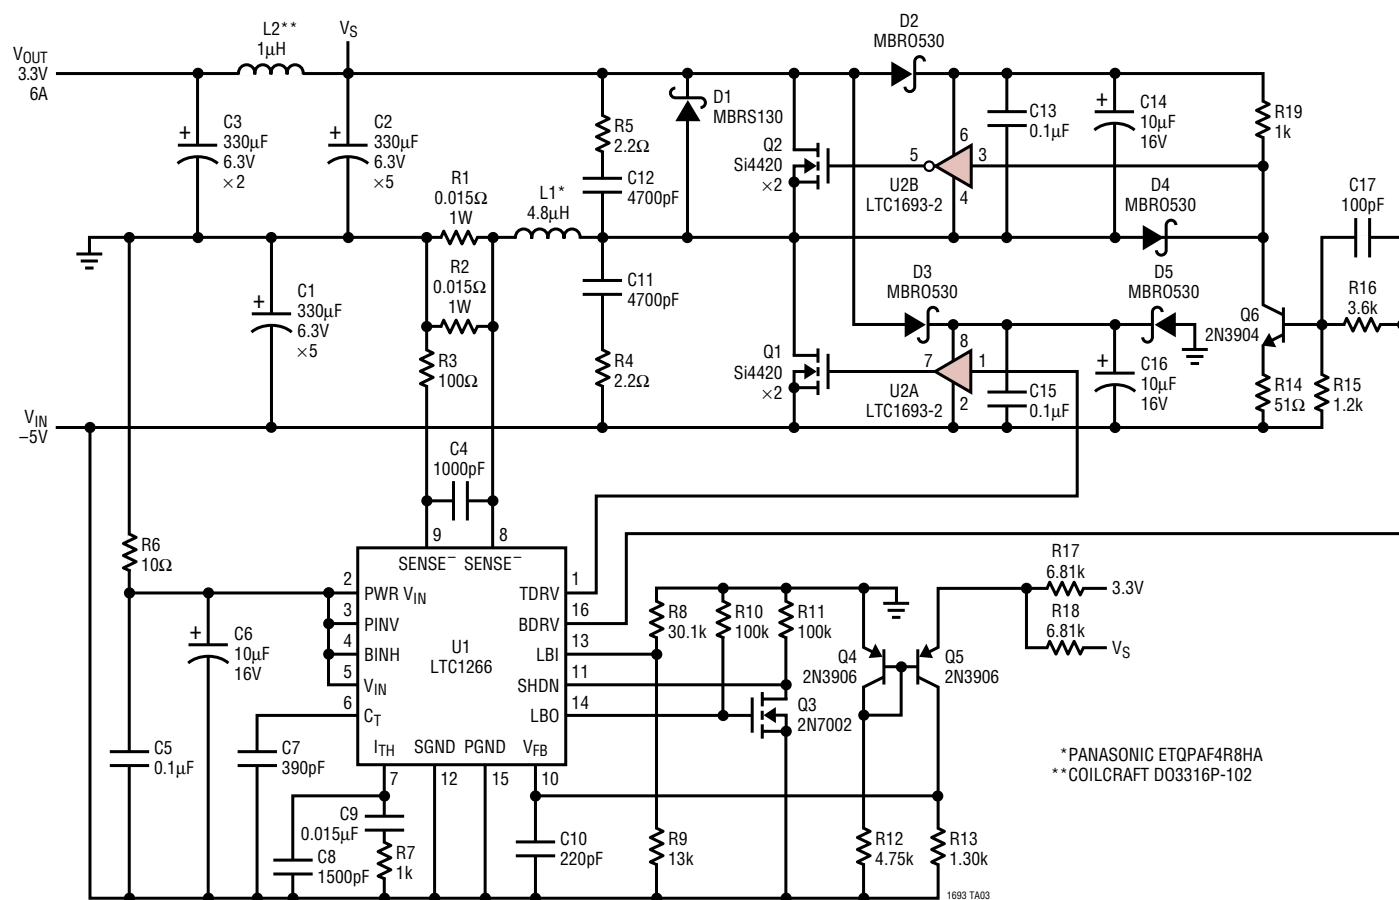 L2**
1µH
VS
VOUT
3.3V
6A
C3
330µF
6.3V
×2
+
C2
330µF
6.3V
×5
+
R1
0.015Ω
1W
R2
0.015Ω
1W
L1*
4.8µH
R5
2.2Ω
C12
4700pF
D1
MBRS130
C11
4700pF
R4
2.2Ω
Q2
Si4420
×2
D2
MBRO530
5
6
3
4
U2B
LTC1693-2
C13
0.1µF
+
C14
10µF
16V
R19
1k
D4
MBRO530
C17
100pF
C1
330µF
6.3V
×5
+
R3
100Ω
Q1
Si4420
×2
D3
MBRO530
D5
MBRO530
7
8
1
2
U2A
LTC1693-2
C15
0.1µF
+
C16
10µF
16V
Q6
2N3904
R16
3.6k
R14
51Ω
R15
1.2k
VIN
–5V
C4
1000pF
9
8
SENSE–
SENSE–
R6
10Ω
+
C6
10µF
16V
C5
0.1µF
C7
390pF
2
PWR VIN
3
PINV
4
BINH
5
VIN
6
CT
U1
LTC1266
TDRV
1
BDRV
16
LBI
13
SHDN
11
LBO
14
ITH
SGND
PGND
VFB
7
12
15
10
C9
0.015µF
C8
1500pF
R7
1k
C10
220pF
R8
30.1k
R10
100k
R11
100k
Q3
2N7002
Q4
2N3906
Q5
2N3906
R17
6.81k
3.3V
R18
6.81k
VS
R9
13k
R12
4.75k
R13
1.30k
*PANASONIC ETQPAF4R8HA
**COILCRAFT DO3316P-102
1693 TA03